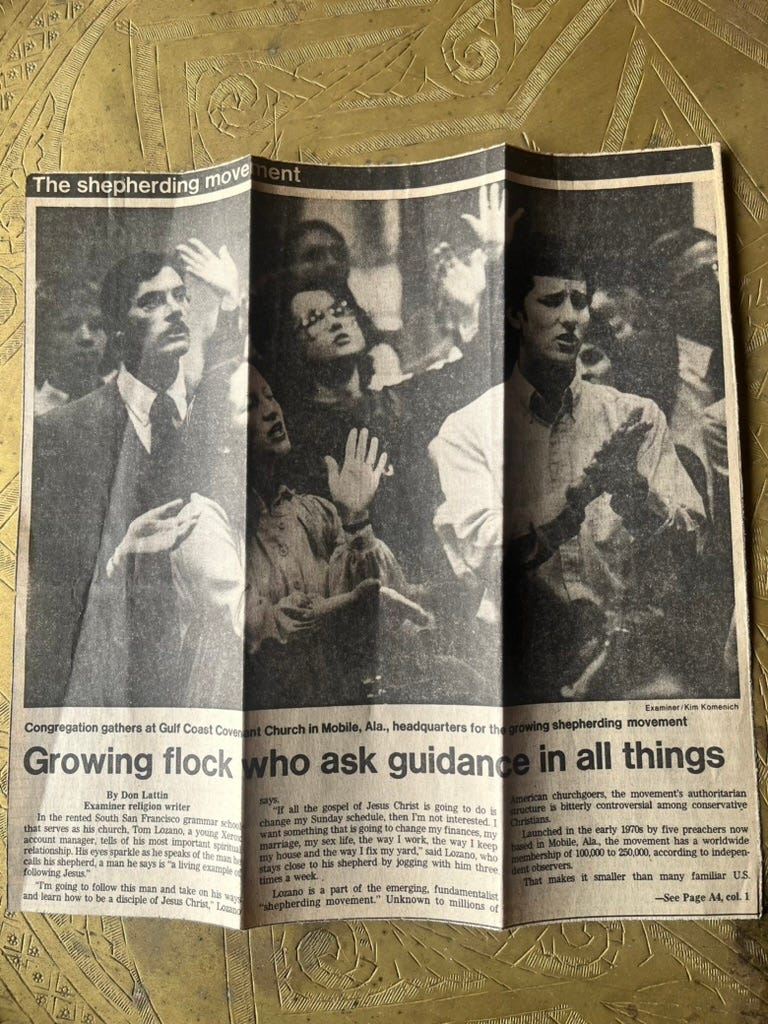 The shepherding movement
Examiner/Kim Komenich
Congregation gathers at Gulf Coast Covenant Church in Mobile, Ala., headquarters for the growing shepherding movement
Growing flock who ask guidance in all things
By Don Lattin
Examiner religion writer
In the rented South San Francisco grammar school
that serves as his church, Tom Lozano, a young Xerox
account manager, tells of his most important spiritual
relationship. His eyes sparkle as he speaks of the man he
calls his shepherd, a man he says is "a living example of
following Jesus."
"I'm going to follow this man and take on his ways
and learn how to be a disciple of Jesus Christ," Lozano
says.
"If all the gospel of Jesus Christ is going to do is
change my Sunday schedule, then I'm not interested. I
want something that is going to change my finances, my
marriage, my sex life, the way I work, the way I keep
my house and the way I fix my yard," said Lozano, who
stays close to his shepherd by jogging with him three
times a week.
Lozano is a part of the emerging, fundamentalist
"shepherding movement." Unknown to millions of
American churchgoers, the movement's authoritarian
structure is bitterly controversial among conservative
Christians.
Launched in the early 1970s by five preachers now
based in Mobile, Ala., the movement has a worldwide
membership of 100,000 to 250,000, according to indepen-
dent observers.
That makes it smaller than many familiar U.S.
—See Page A4, col. 1